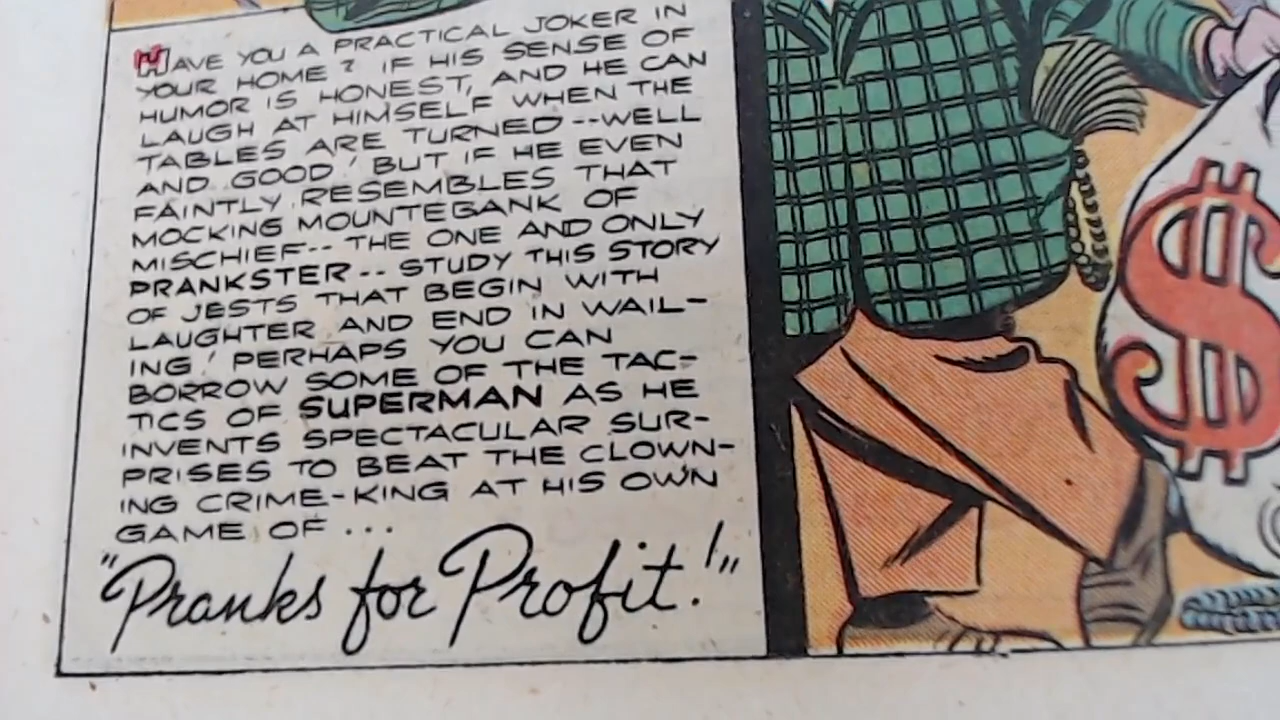 HAVE YOU A PRACTICAL JOKER IN
YOUR HOME? IF HIS SENSE OF
HUMOR IS HONEST, AND HE CAN
LAUGH AT HIMSELF WHEN THE
TABLES ARE TURNED--WELL
AND GOOD! BUT IF HE EVEN
FAINTLY RESEMBLES THAT
MOCKING MOUNTEBANK OF
MISCHIEF-- THE ONE AND ONLY
PRANKSTER-- STUDY THIS STORY
OF JESTS THAT BEGIN WITH
LAUGHTER AND END IN WAIL-
ING! PERHAPS YOU CAN
BORROW SOME OF THE TAC-
TICS OF SUPERMAN AS HE
INVENTS SPECTACULAR SUR-
PRISES TO BEAT THE CLOWN-
ING CRIME-KING AT HIS OWN
GAME OF ...
"Pranks for Profit!"
$